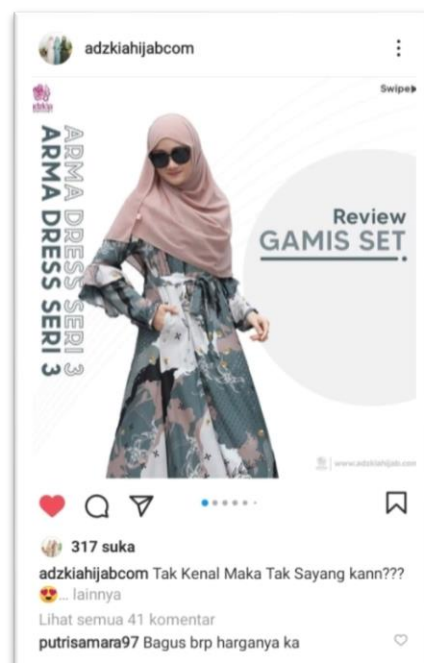 adzkiahijabcom
Swipe
adzkia
ARMA DRESS SERI 3
ARMA DRESS SERI 3
Review
GAMIS SET
www.adzkiahijab.com
317 suka
adzkiahijabcom Tak Kenal Maka Tak Sayang kann???
😍... lainnya
Lihat semua 41 komentar
putrisamara97 Bagus brp harganya ka